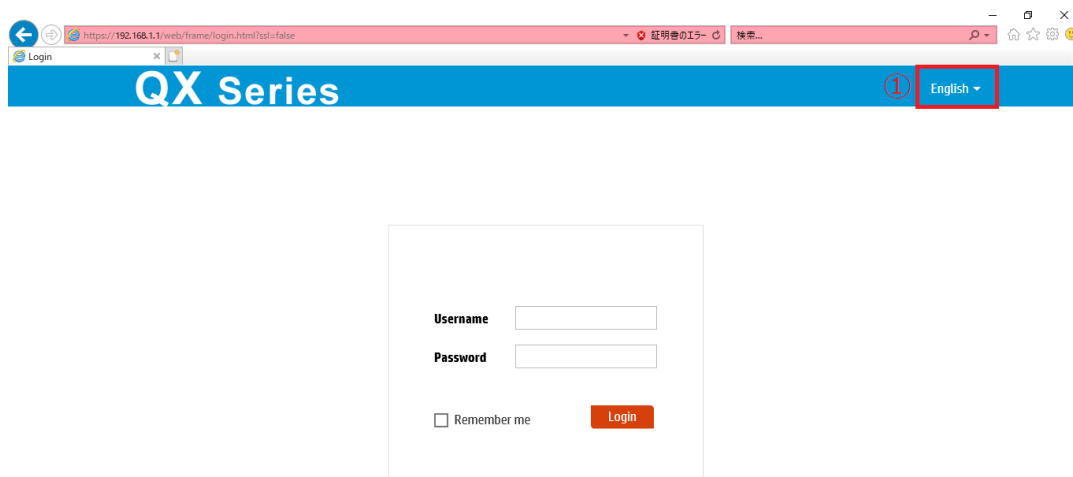 https://192.168.1.1/web/frame/login.html?ssl=false
証明書のエラー
検索...
Login
QX Series
①
English
Username
Password
Remember me
Login